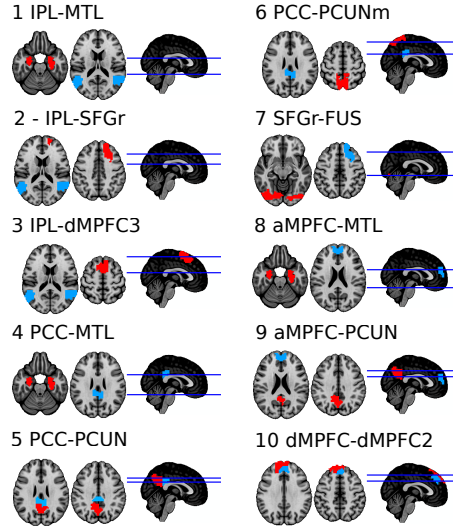 1 IPL-MTL
2 - IPL-SFGr
3 IPL-dMPFC3
4 PCC-MTL
5 PCC-PCUN
6 PCC-PCUNm
7 SFGr-FUS
8 aMPFC-MTL
9 aMPFC-PCUN
10 dMPFC-dMPFC2